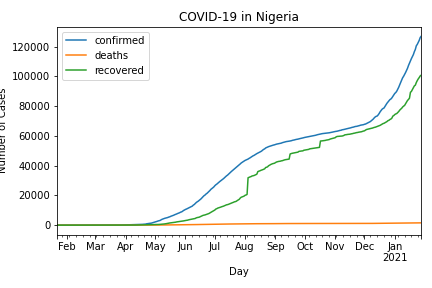 COVID-19 in Nigeria
confirmed
deaths
recovered
120000
100000
80000
60000
40000
20000
0
Number of Cases
Feb Mar Apr May Jun Jul Aug Sep Oct Nov Dec Jan
2021
Day